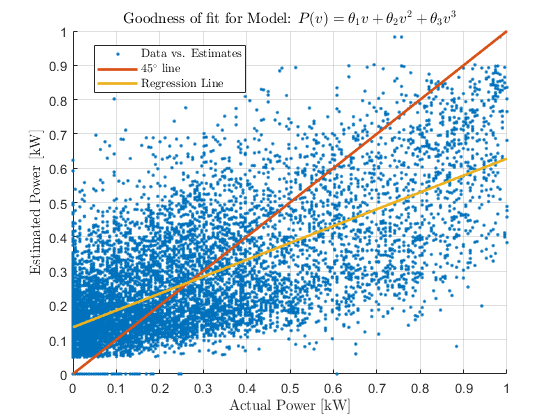 Goodness of fit for Model: P(v) = θ₁v + θ₂v² + θ₃v³
Data vs. Estimates
45° line
Regression Line
Estimated Power [kW]
1
0.9
0.8
0.7
0.6
0.5
0.4
0.3
0.2
0.1
0
0 0.1 0.2 0.3 0.4 0.5 0.6 0.7 0.8 0.9 1
Actual Power [kW]